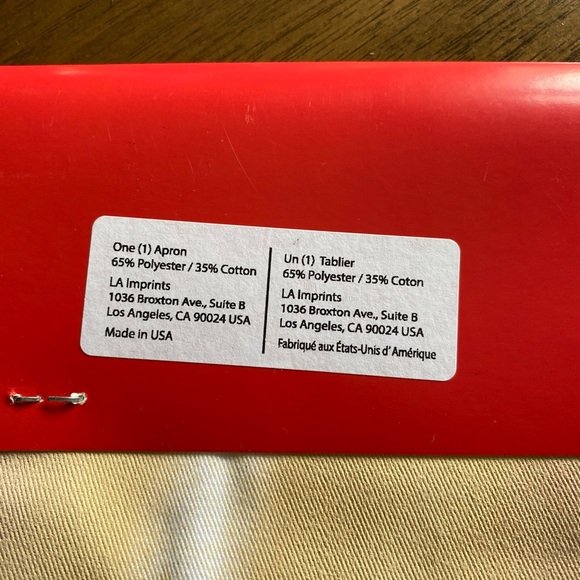 One (1) Apron
65% Polyester / 35% Cotton
LA Imprints
1036 Broxton Ave., Suite B
Los Angeles, CA 90024 USA
Made in USA
Un (1) Tablier
65% Polyester / 35% Coton
LA Imprints
1036 Broxton Ave., Suite B
Los Angeles, CA 90024 USA
Fabriqué aux États-Unis d' Amérique